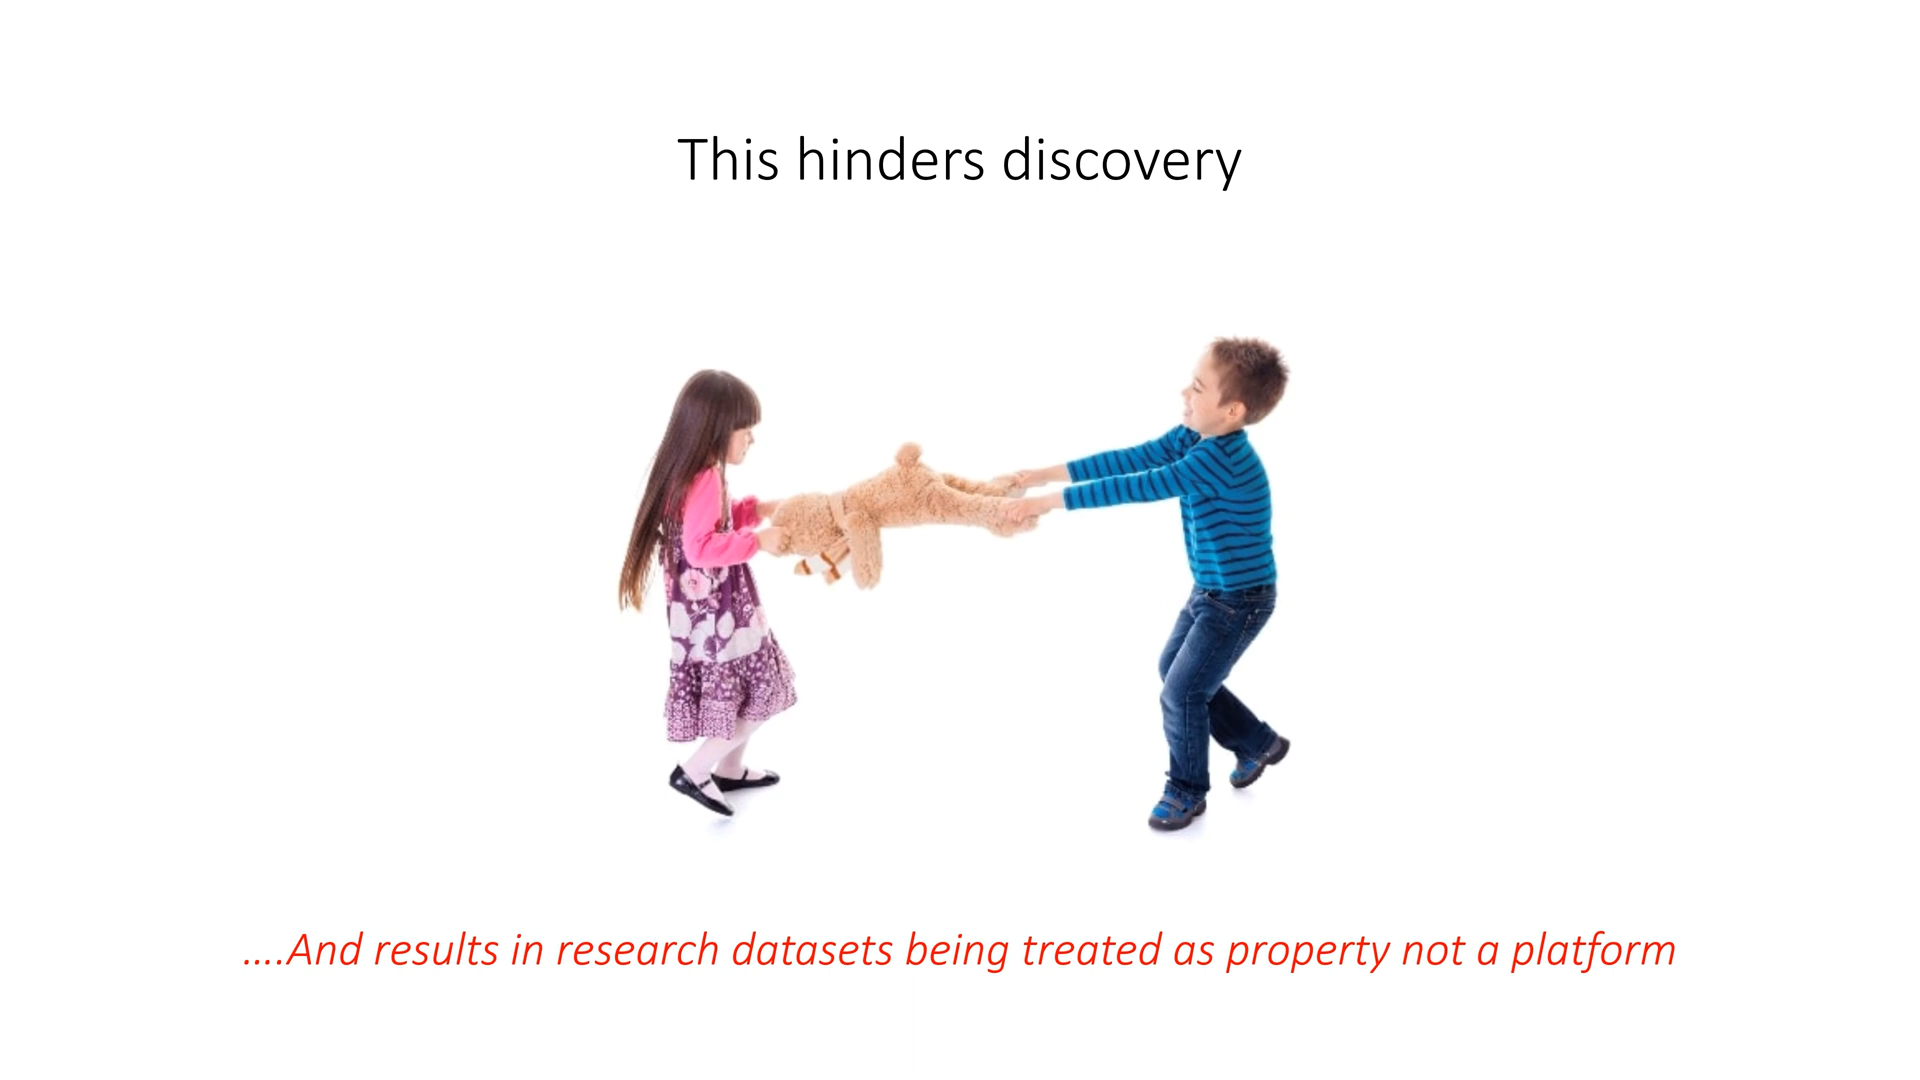 This hinders discovery
....And results in research datasets being treated as property not a platform